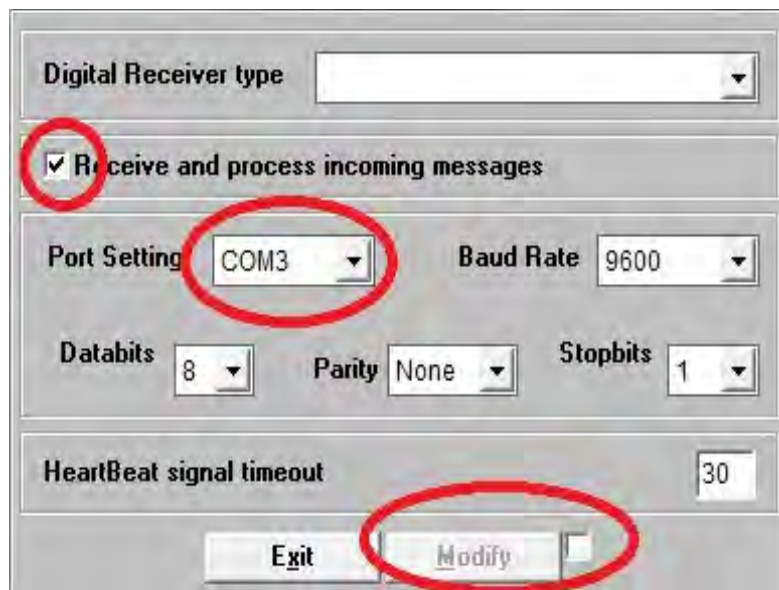 Digital Receiver type
Receive and process incoming messages
Port Setting COM3 Baud Rate 9600
Databits 8 Parity None Stopbits 1
HeartBeat signal timeout 30
Exit Modify